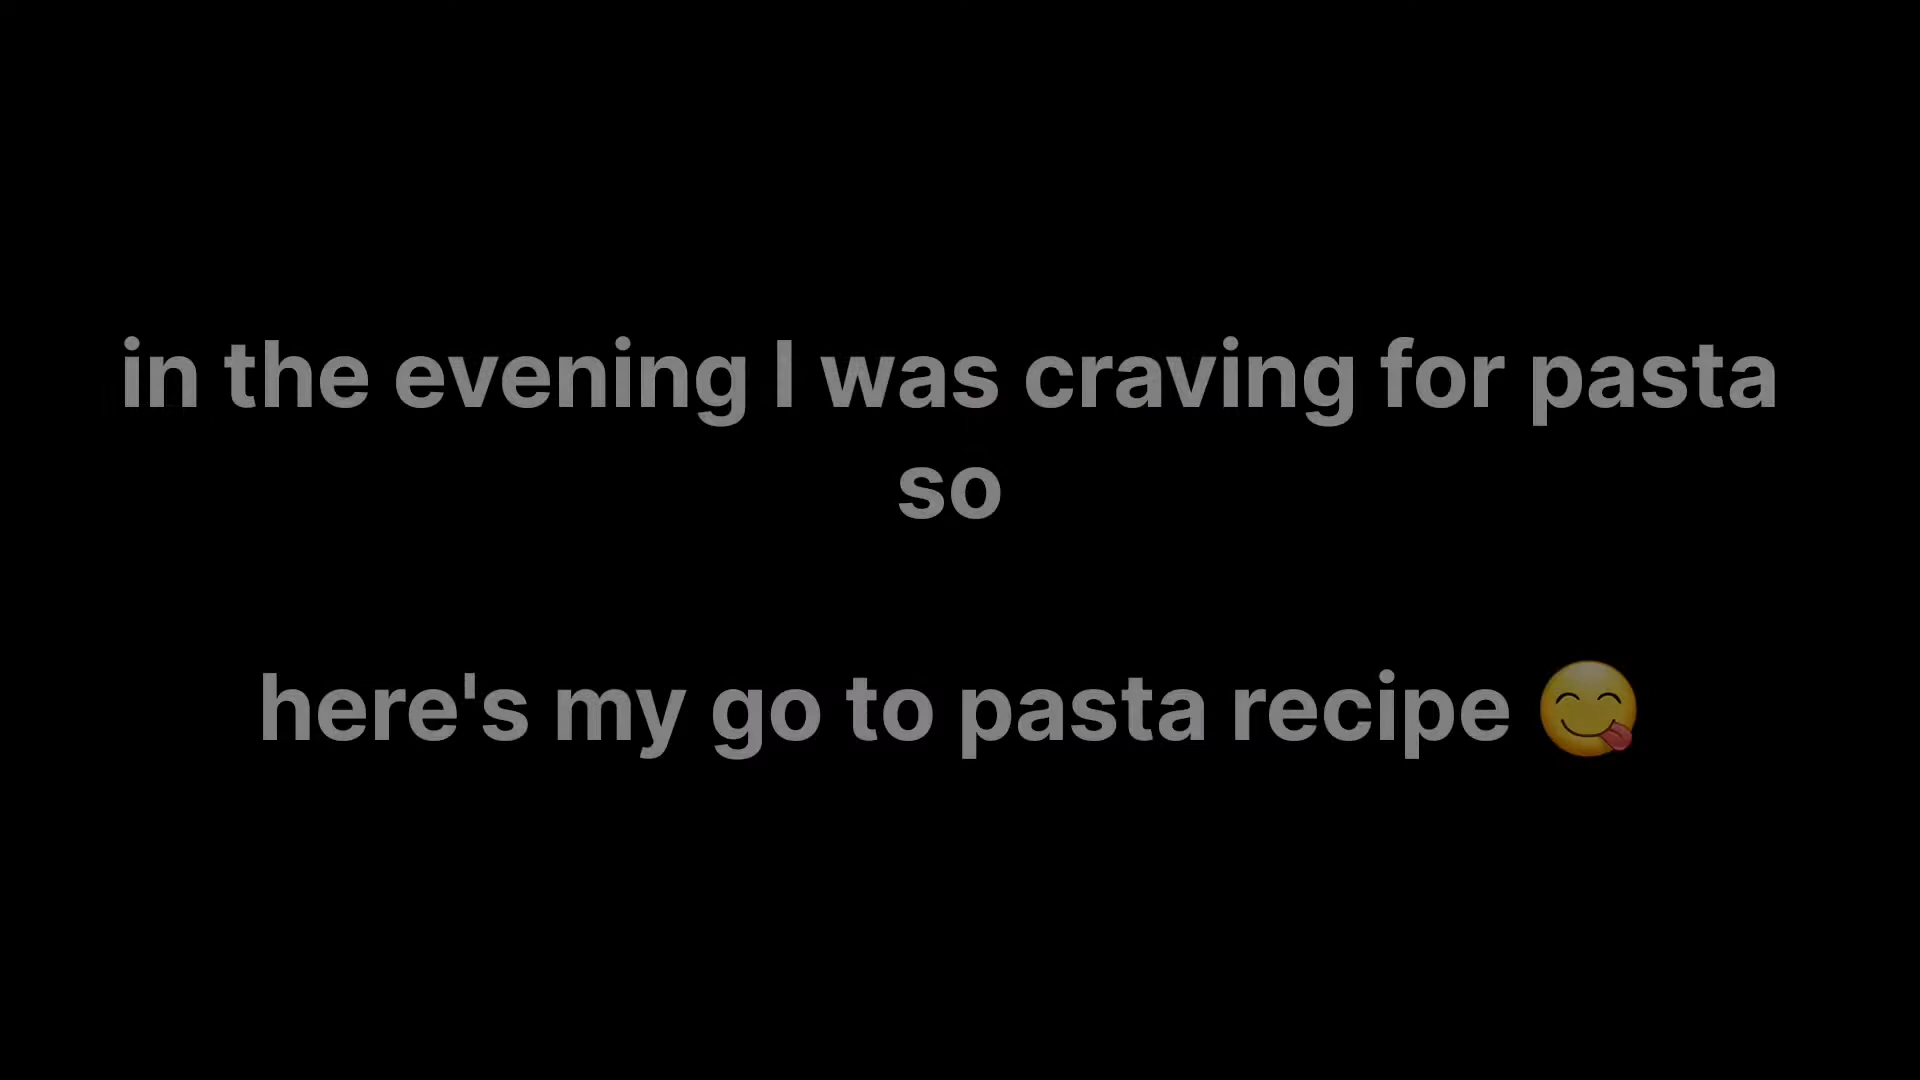 in the evening I was craving for pasta
so
here's my go to pasta recipe 😋